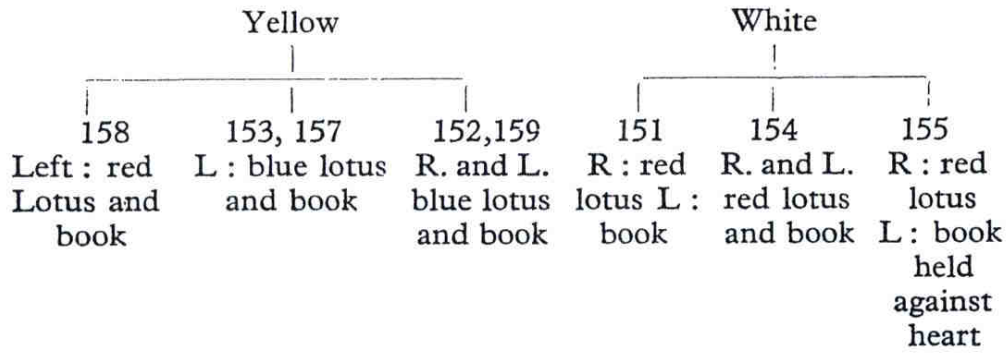 Yellow White
158 153, 157 152,159 151 154 155
Left : red L : blue lotus R. and L. R : red R. and L. R : red
Lotus and and book blue lotus lotus L : red lotus lotus
book and book book and book L : book
held
against
heart